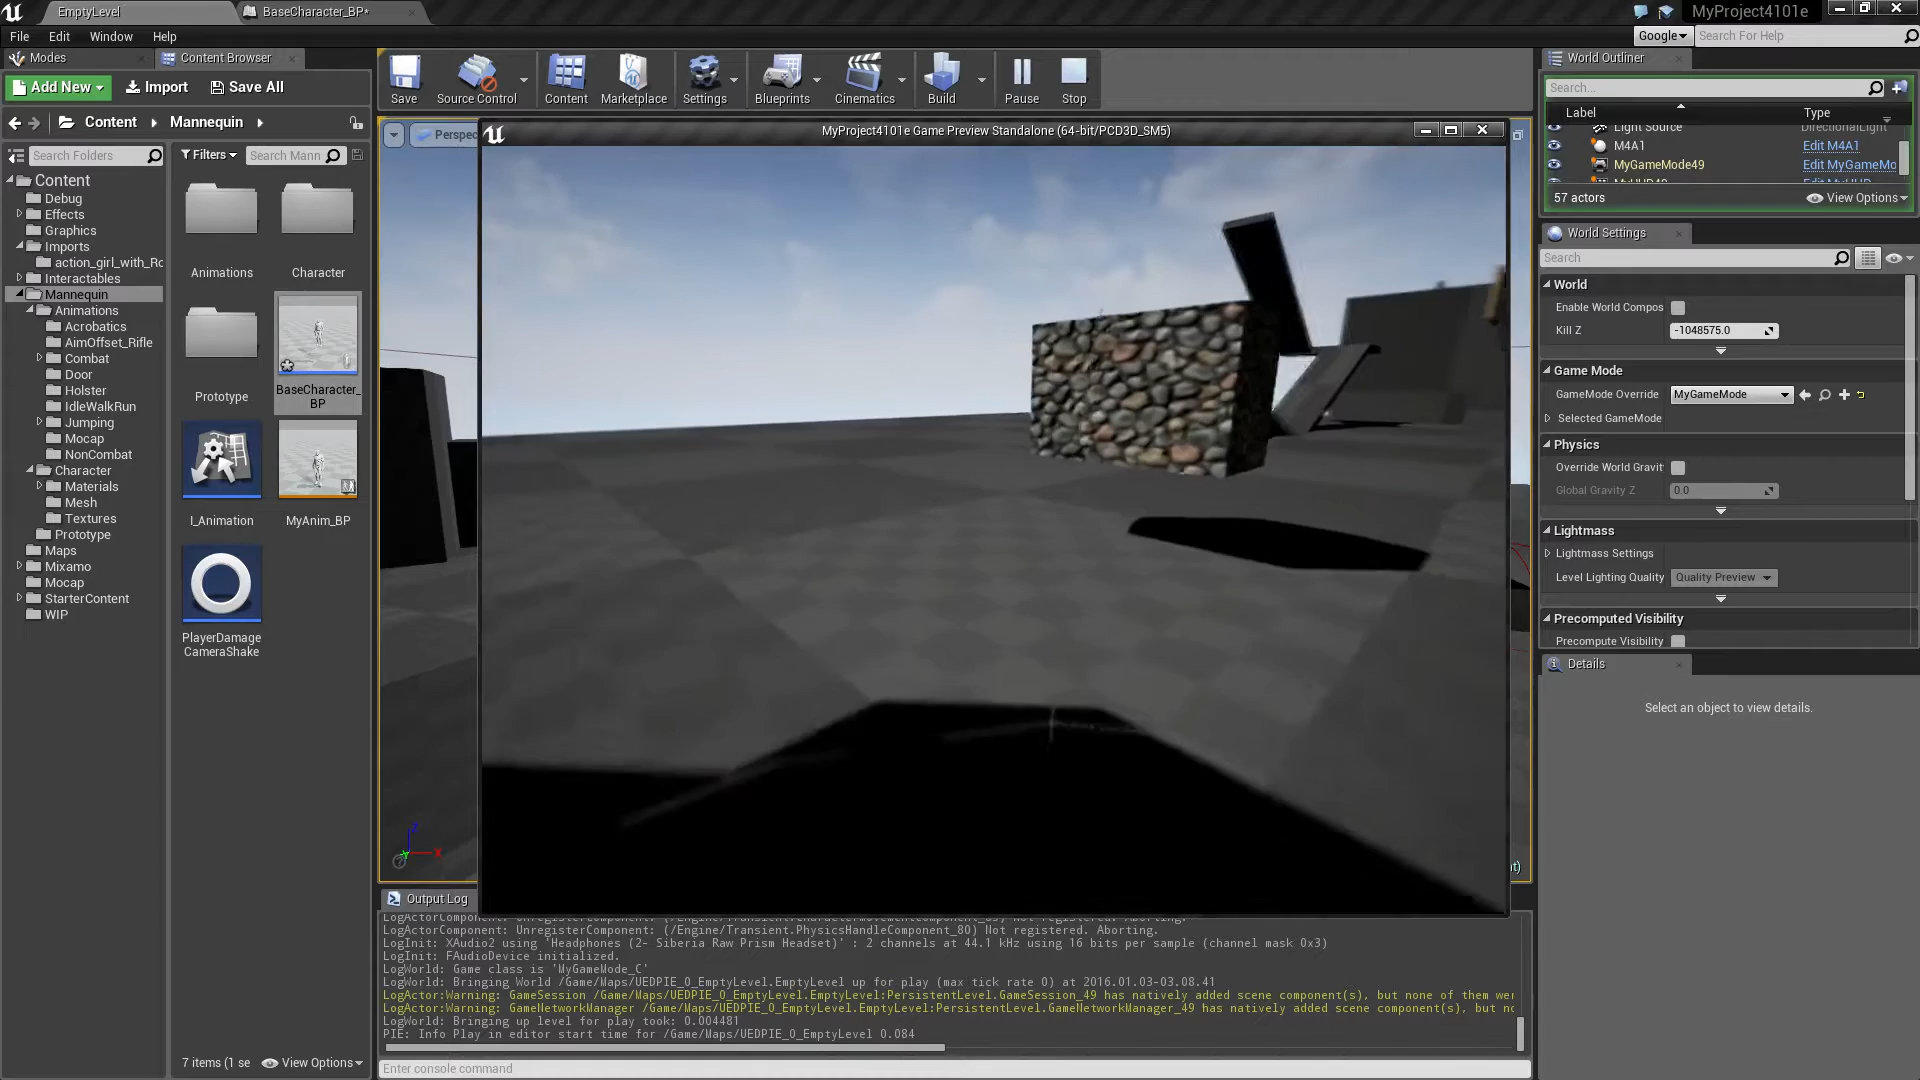 EmptyLevel
BaseCharacter_BP*
MyProject4101e
File Edit Window Help
Google
Search For Help
Modes
Content Browser
Add New
Import
Save All
Content
Mannequin
Search Folders
Filters
Search Mann
Content
Debug
Effects
Graphics
Imports
action_girl_with_Rc
Interactables
Mannequin
Animations
Acrobatics
AimOffset_Rifle
Combat
Door
Holster
IdleWalkRun
Jumping
Mocap
NonCombat
Character
Materials
Mesh
Textures
Prototype
Maps
Mixamo
Mocap
StarterContent
WIP
Animations
Character
Prototype
BaseCharacter_
BP
I_Animation
MyAnim_BP
PlayerDamage
CameraShake
7 items (1 se
View Options
Save
Source Control
Content
Marketplace
Settings
Blueprints
Cinematics
Build
Pause
Stop
Perspec
MyProject4101e Game Preview Standalone (64-bit/PCD3D_SM5)
Z
X
Y
Output Log
LogActorComponent: UnregisterComponent: (/Engine/Transient.PhysicsHandleComponent_80) Not registered. Aborting.
LogInit: XAudio2 using 'Headphones (2- Siberia Raw Prism Headset)' : 2 channels at 44.1 kHz using 16 bits per sample (channel mask 0x3)
LogInit: FAudioDevice initialized.
LogWorld: Game class is 'MyGameMode_C'
LogWorld: Bringing World /Game/Maps/UEDPIE_0_EmptyLevel.EmptyLevel up for play (max tick rate 0) at 2016.01.03-03.08.41
LogActor:Warning: GameSession /Game/Maps/UEDPIE_0_EmptyLevel.EmptyLevel:PersistentLevel.GameSession_49 has natively added scene component(s), but none of them wer
LogActor:Warning: GameNetworkManager /Game/Maps/UEDPIE_0_EmptyLevel.EmptyLevel:PersistentLevel.GameNetworkManager_49 has natively added scene component(s), but no
LogWorld: Bringing up level for play took: 0.004481
PIE: Info Play in editor start time for /Game/Maps/UEDPIE_0_EmptyLevel 0.084
Enter console command
World Outliner
Search...
Label
Type
Light Source
DirectionalLight
M4A1
Edit M4A1
MyGameMode49
Edit MyGameMo
57 actors
View Options
World Settings
Search
World
Enable World Compos
Kill Z
-1048575.0
Game Mode
GameMode Override
MyGameMode
Selected GameMode
Physics
Override World Gravit
Global Gravity Z
0.0
Lightmass
Lightmass Settings
Level Lighting Quality
Quality Preview
Precomputed Visibility
Precompute Visibility
Details
Select an object to view details.